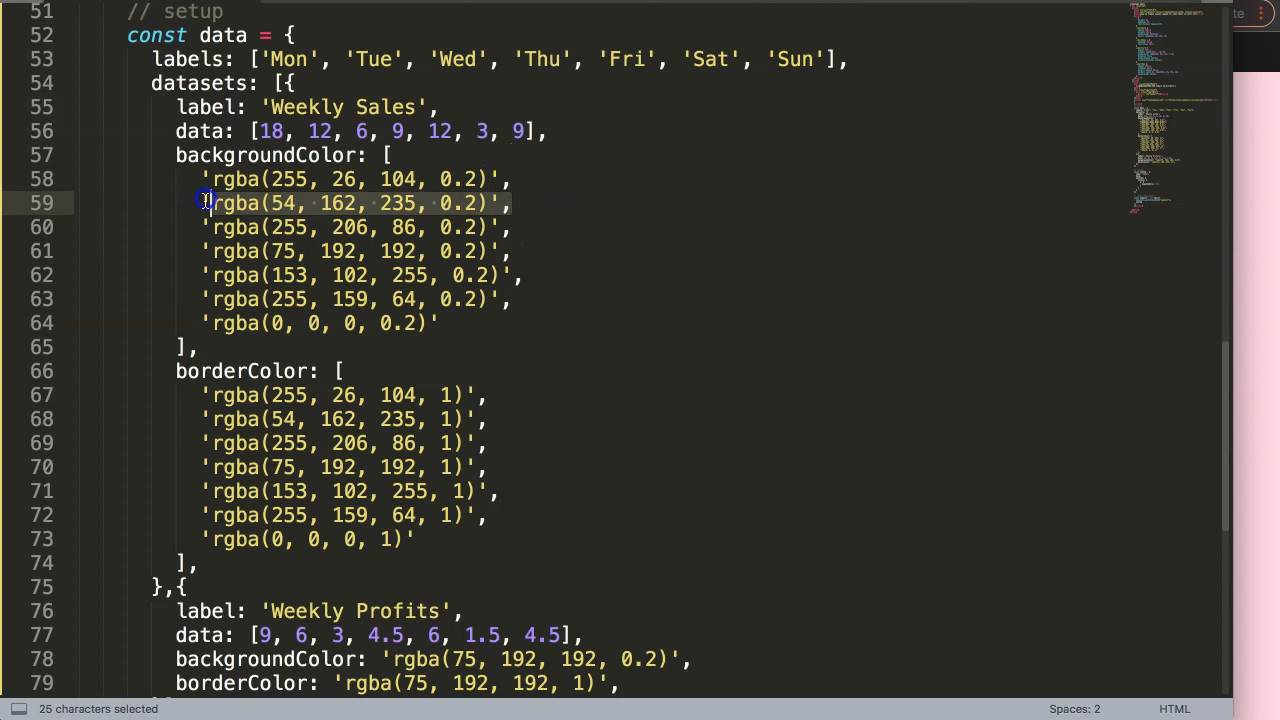 51 // setup
52 const data = {
53 labels: ['Mon', 'Tue', 'Wed', 'Thu', 'Fri', 'Sat', 'Sun'],
54 datasets: [{
55 label: 'Weekly Sales',
56 data: [18, 12, 6, 9, 12, 3, 9],
57 backgroundColor: [
58 'rgba(255, 26, 104, 0.2)',
59 'rgba(54, 162, 235, 0.2)',
60 'rgba(255, 206, 86, 0.2)',
61 'rgba(75, 192, 192, 0.2)',
62 'rgba(153, 102, 255, 0.2)',
63 'rgba(255, 159, 64, 0.2)',
64 'rgba(0, 0, 0, 0.2)'
65 ],
66 borderColor: [
67 'rgba(255, 26, 104, 1)',
68 'rgba(54, 162, 235, 1)',
69 'rgba(255, 206, 86, 1)',
70 'rgba(75, 192, 192, 1)',
71 'rgba(153, 102, 255, 1)',
72 'rgba(255, 159, 64, 1)',
73 'rgba(0, 0, 0, 1)'
74 ],
75 },{
76 label: 'Weekly Profits',
77 data: [9, 6, 3, 4.5, 6, 1.5, 4.5],
78 backgroundColor: 'rgba(75, 192, 192, 0.2)',
79 borderColor: 'rgba(75, 192, 192, 1)',
25 characters selected
Spaces: 2
HTML